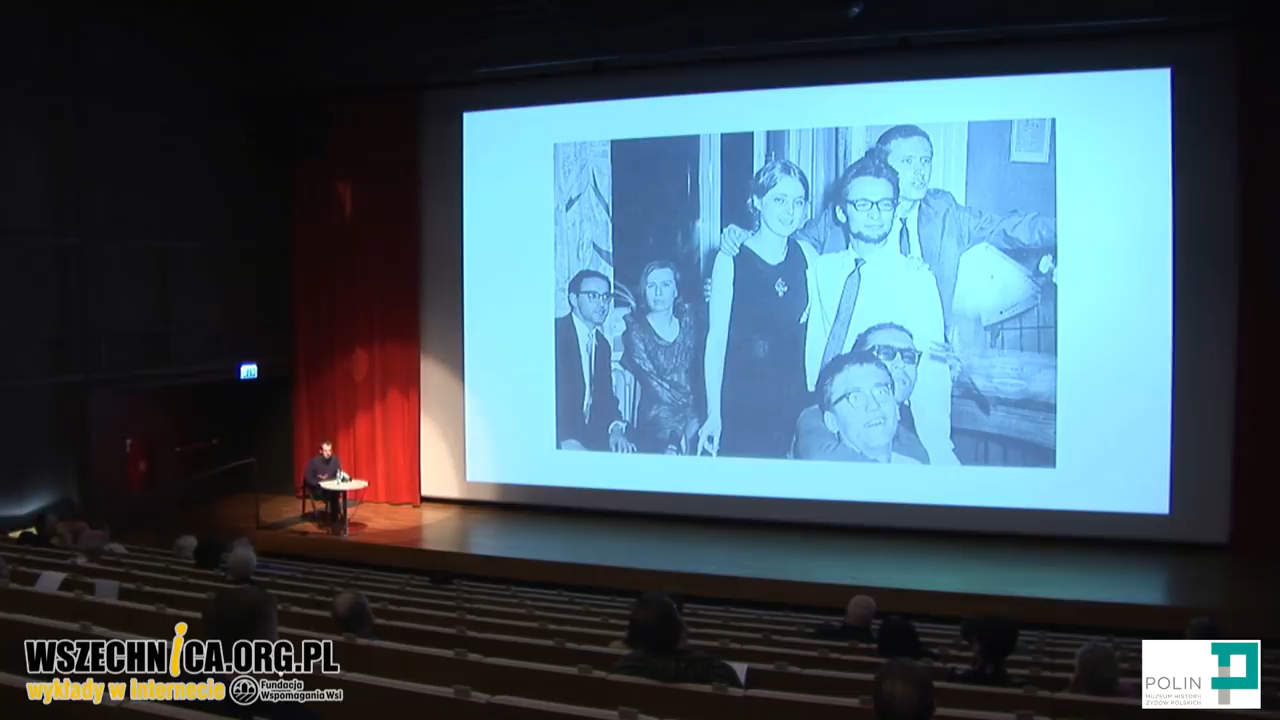 WSZECHNICA.ORG.PL
wykłady w internecie
Fundacja
Wspomagania Wsi
POLIN
MUZEUM HISTORII
ŻYDÓW POLSKICH